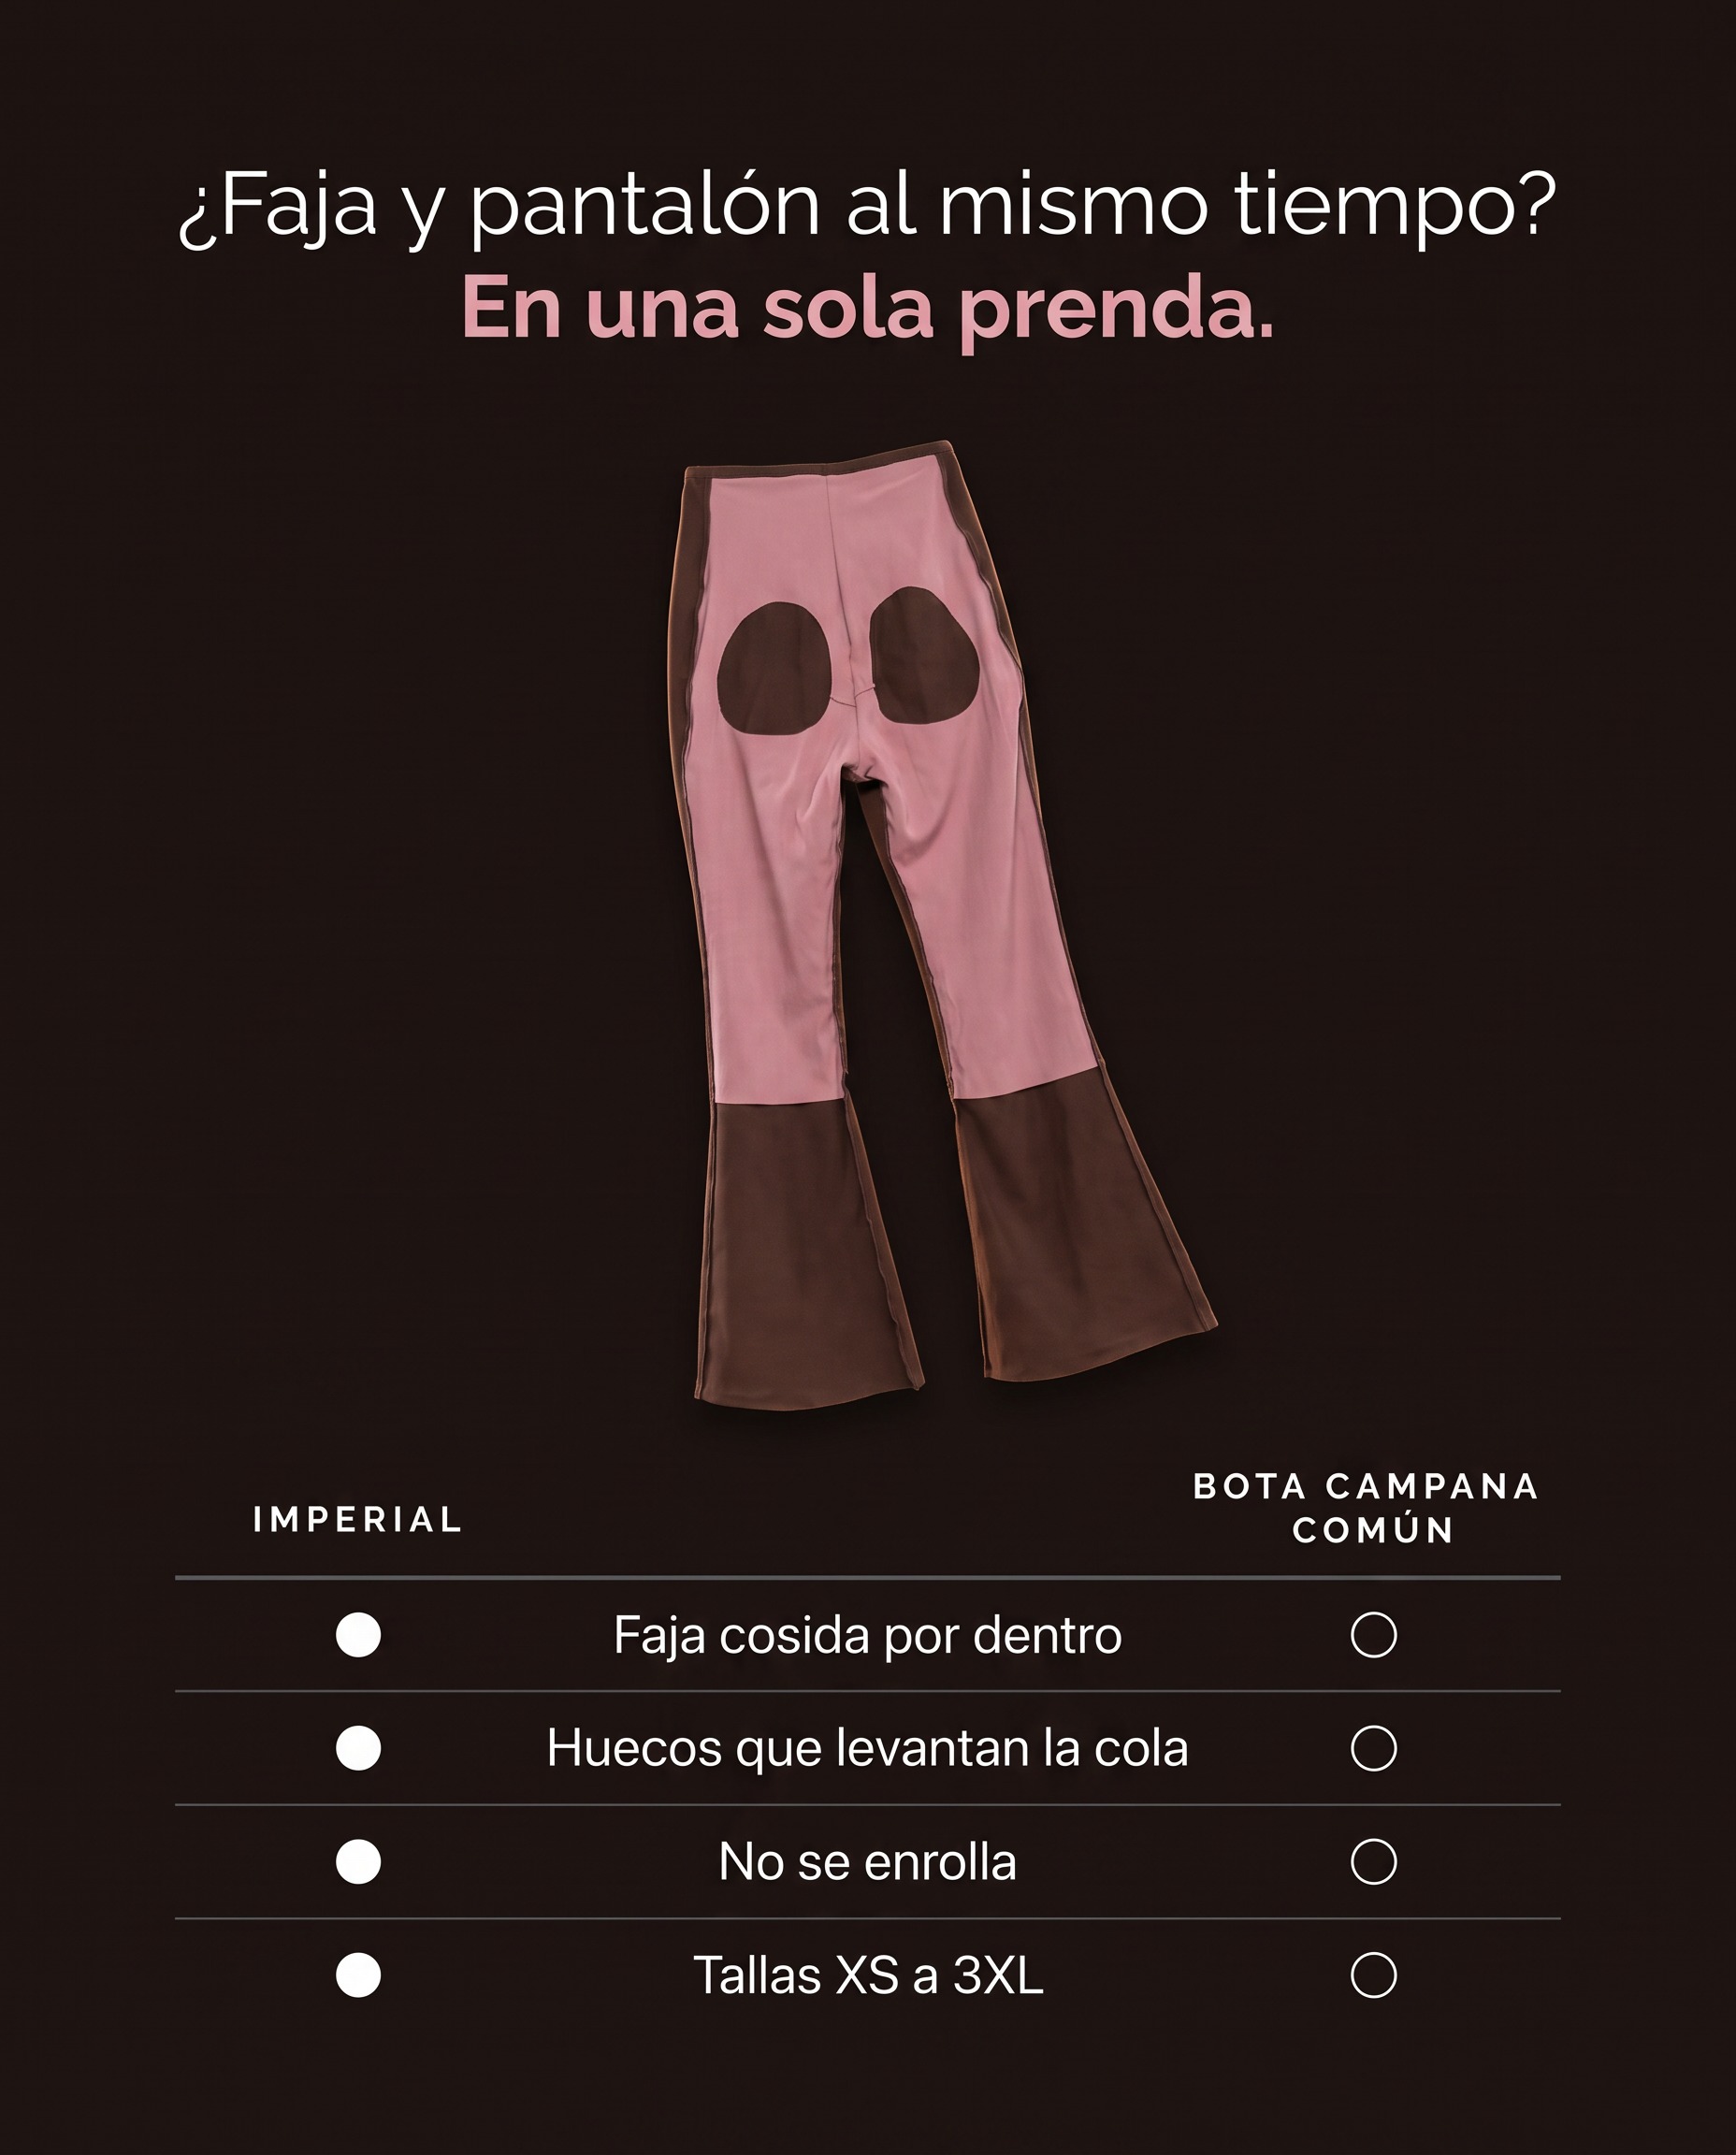 ¿Faja y pantalón al mismo tiempo?
En una sola prenda.
IMPERIAL
BOTA CAMPANA
COMÚN
Faja cosida por dentro
Huecos que levantan la cola
No se enrolla
Tallas XS a 3XL